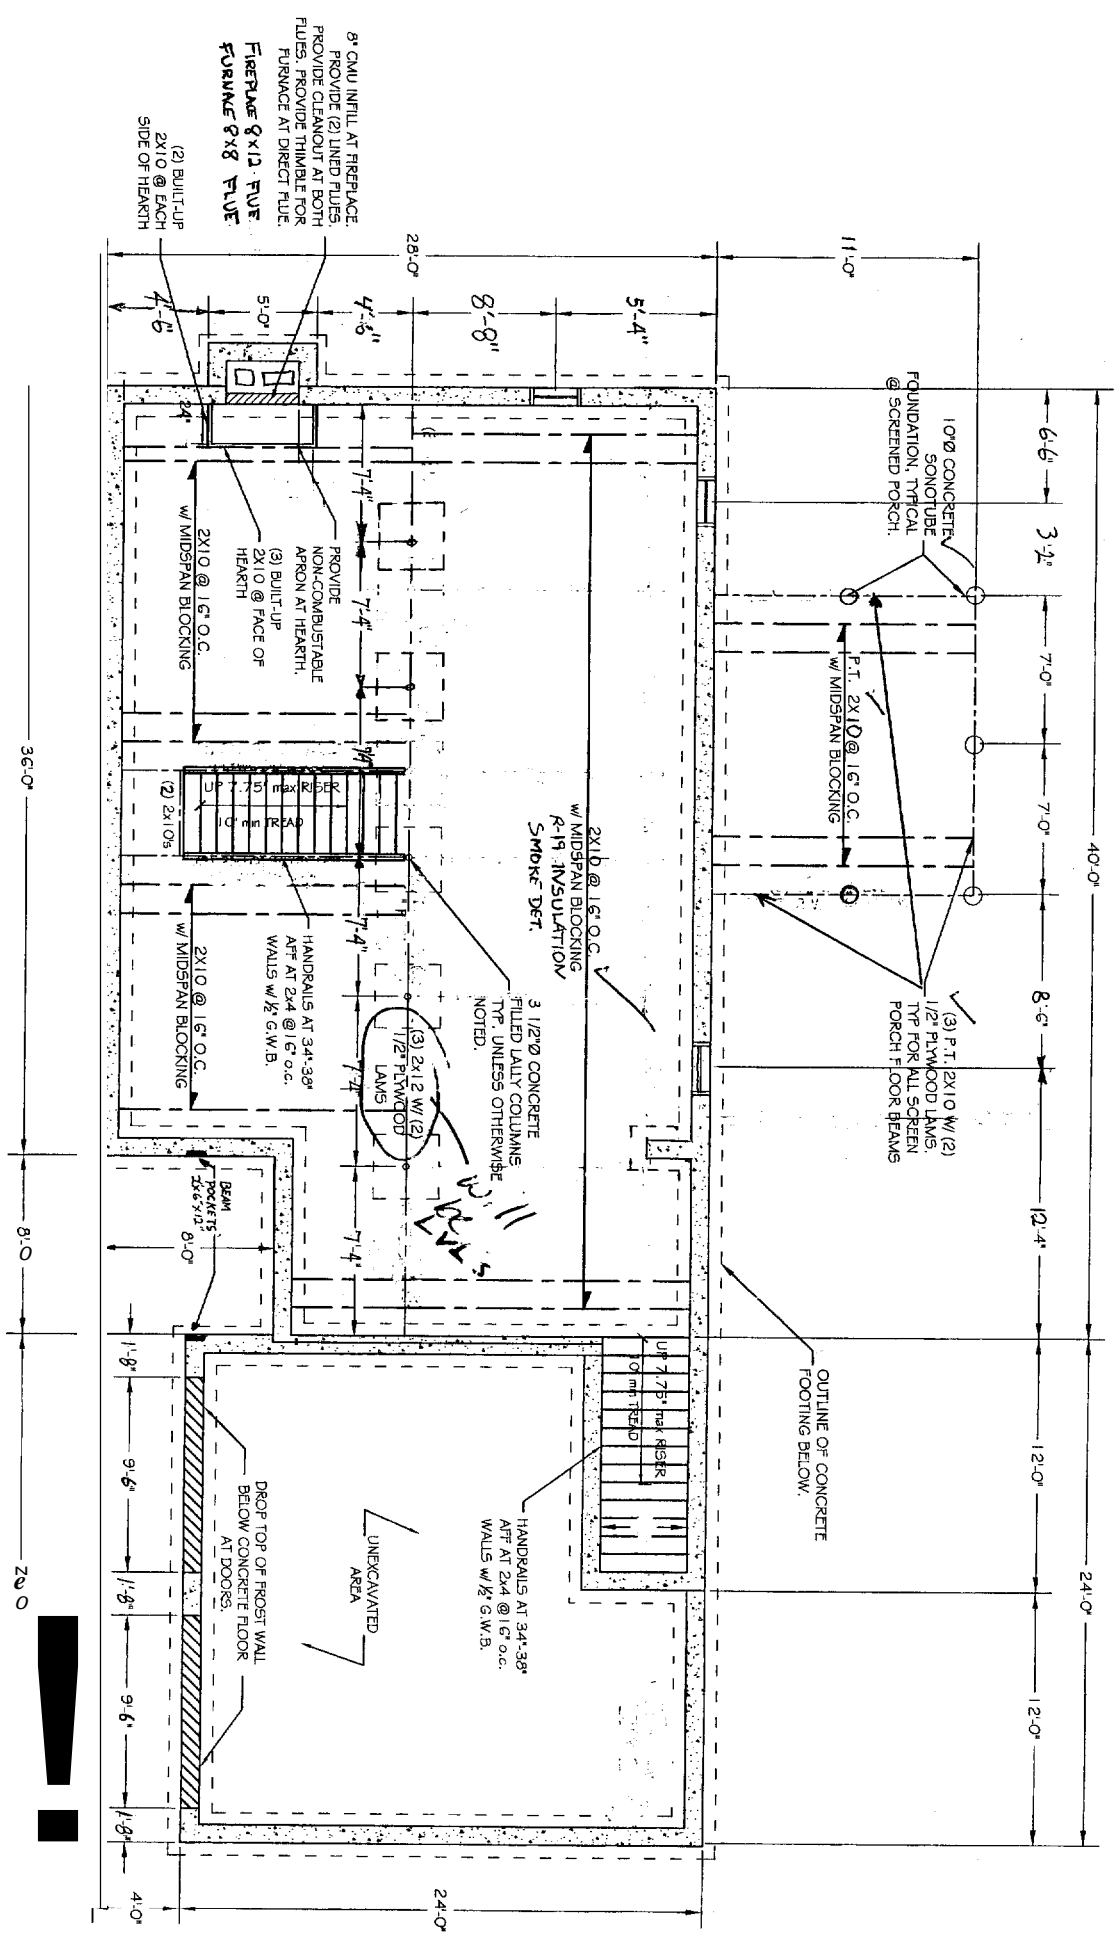 8" CMU INFILL AT FIREPLACE.
PROVIDE (2) LINED FLUES.
PROVIDE CLEANOUT AT BOTH
FLUES. PROVIDE THIMBLE FOR
FURNACE AT DIRECT FLUE.
FIREPLACE 8x12 FLUE
FURNACE 8x8 FLUE
(2) BUILT-UP
2X10 @ EACH
SIDE OF HEARTH
11'-0"
28'-0"
5'-4"
8'-8"
4'-6"
5'-0"
4'-6"
40'-0"
24'-0"
6'-6"
3'-2"
7'-0"
7'-0"
8'-6"
12'-4"
12'-0"
12'-0"
10"Ø CONCRETE
SONOTUBE
FOUNDATION, TYPICAL
@ SCREENED PORCH.
P.T. 2X10 @ 16" O.C.
W/ MIDSPAN BLOCKING
(3) P.T. 2X10 W/ (2)
1/2" PLYWOOD LAMS.
TYP FOR ALL SCREEN
PORCH FLOOR BEAMS
OUTLINE OF CONCRETE
FOOTING BELOW.
2X10 @ 16" O.C.
W/ MIDSPAN BLOCKING
R-19 INSULATION
SMOKE DET.
3 1/2"Ø CONCRETE
FILLED LALLY COLUMNS
TYP. UNLESS OTHERWISE
NOTED.
(3) 2x12 W/ (2)
1/2" PLYWOOD
LAMS
Will
be
LVL's
7'-4"
7'-4"
7'-4"
7'-4"
7'-4"
24"
PROVIDE
NON-COMBUSTABLE
APRON AT HEARTH.
(3) BUILT-UP
2X10 @ FACE OF
HEARTH
2X10 @ 16" O.C.
W/ MIDSPAN BLOCKING
UP 7.75" max RISER
10" min TREAD
(2) 2x10's
HANDRAILS AT 34"-38"
AFF AT 2x4 @ 16" o.c.
WALLS w/ ½" G.W.B.
2X10 @ 16" O.C.
W/ MIDSPAN BLOCKING
BEAM
POCKETS
8'-0"
UP 7.75" max RISER
10" min TREAD
HANDRAILS AT 34"-38"
AFF AT 2x4 @ 16" o.c.
WALLS w/ ½" G.W.B.
UNEXCAVATED
AREA
DROP TOP OF FROST WALL
BELOW CONCRETE FLOOR
AT DOORS.
1'-8"
9'-6"
1'-8"
9'-6"
1'-8"
36'-0"
8'-0
24'-0"
4'-0"